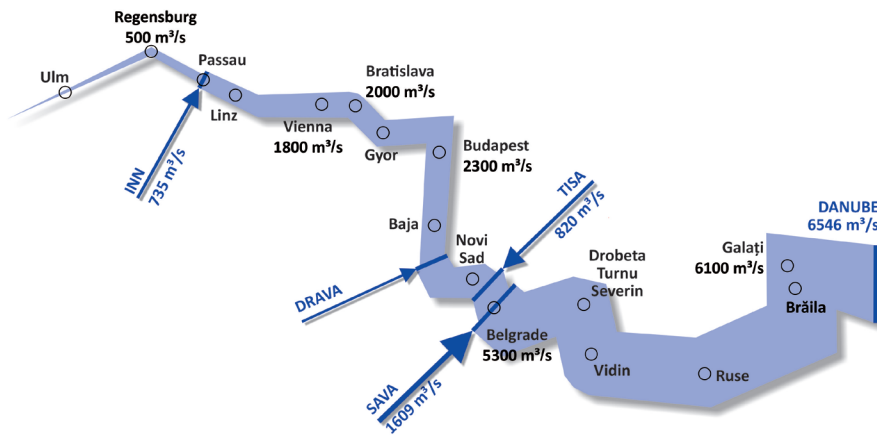 Regensburg
500 m³/s
Ulm
Passau
Linz
INN
735 m³/s
Vienna
1800 m³/s
Bratislava
2000 m³/s
Gyor
Budapest
2300 m³/s
Baja
DRAVA
Novi
Sad
TISA
820 m³/s
Belgrade
5300 m³/s
SAVA
1609 m³/s
Drobeta
Turnu
Severin
Vidin
Ruse
Galați
6100 m³/s
Brăila
DANUBE
6546 m³/s